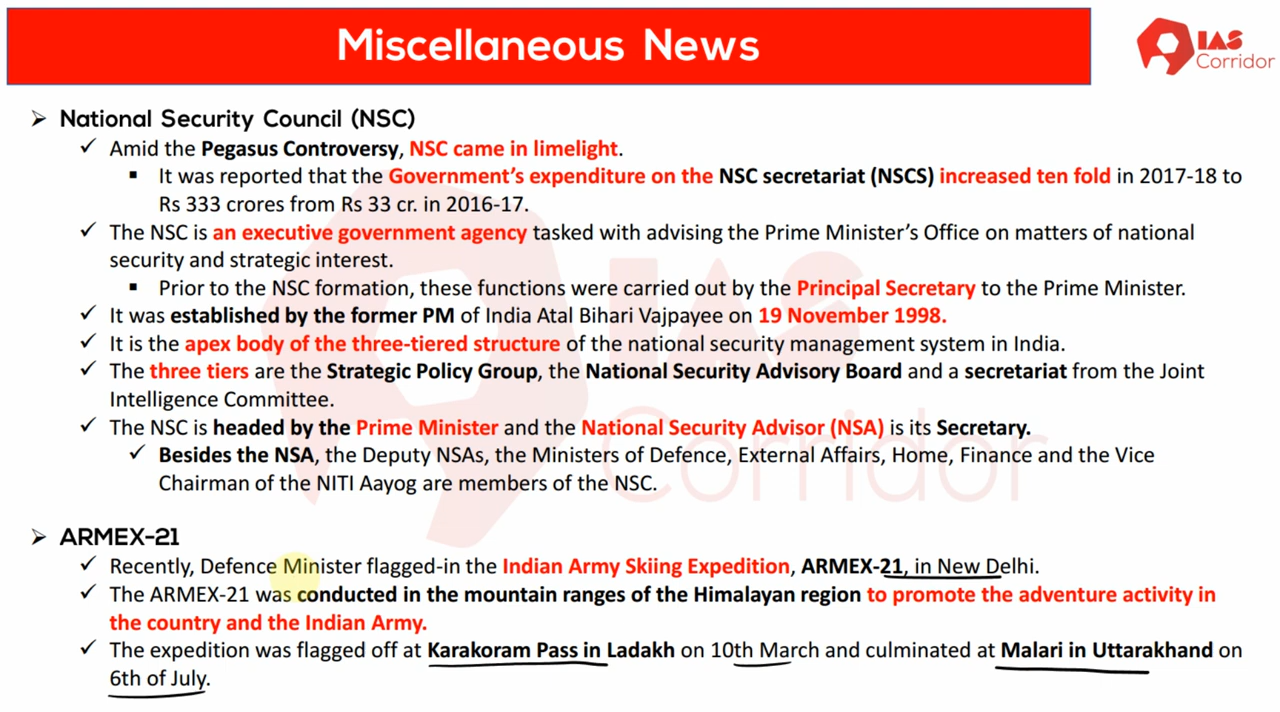 Miscellaneous News
IAS
Corridor
➢ National Security Council (NSC)
✓ Amid the Pegasus Controversy, NSC came in limelight.
▪ It was reported that the Government's expenditure on the NSC secretariat (NSCS) increased ten fold in 2017-18 to
Rs 333 crores from Rs 33 cr. in 2016-17.
✓ The NSC is an executive government agency tasked with advising the Prime Minister's Office on matters of national
security and strategic interest.
▪ Prior to the NSC formation, these functions were carried out by the Principal Secretary to the Prime Minister.
✓ It was established by the former PM of India Atal Bihari Vajpayee on 19 November 1998.
✓ It is the apex body of the three-tiered structure of the national security management system in India.
✓ The three tiers are the Strategic Policy Group, the National Security Advisory Board and a secretariat from the Joint
Intelligence Committee.
✓ The NSC is headed by the Prime Minister and the National Security Advisor (NSA) is its Secretary.
✓ Besides the NSA, the Deputy NSAs, the Ministers of Defence, External Affairs, Home, Finance and the Vice
Chairman of the NITI Aayog are members of the NSC.
➢ ARMEX-21
✓ Recently, Defence Minister flagged-in the Indian Army Skiing Expedition, ARMEX-21, in New Delhi.
✓ The ARMEX-21 was conducted in the mountain ranges of the Himalayan region to promote the adventure activity in
the country and the Indian Army.
✓ The expedition was flagged off at Karakoram Pass in Ladakh on 10th March and culminated at Malari in Uttarakhand on
6th of July.
IAS
Corridor